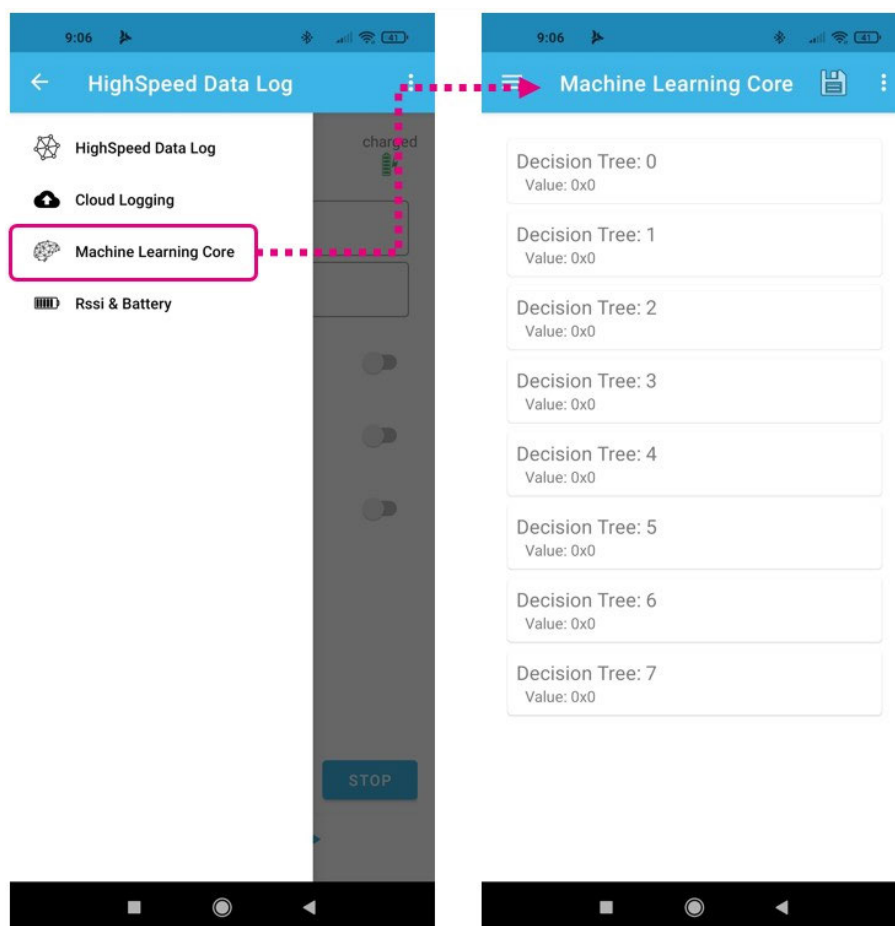 9:06
41
HighSpeed Data Log
charged
HighSpeed Data Log
Cloud Logging
Machine Learning Core
Rssi & Battery
STOP
9:06
41
Machine Learning Core
Decision Tree: 0
Value: 0x0
Decision Tree: 1
Value: 0x0
Decision Tree: 2
Value: 0x0
Decision Tree: 3
Value: 0x0
Decision Tree: 4
Value: 0x0
Decision Tree: 5
Value: 0x0
Decision Tree: 6
Value: 0x0
Decision Tree: 7
Value: 0x0